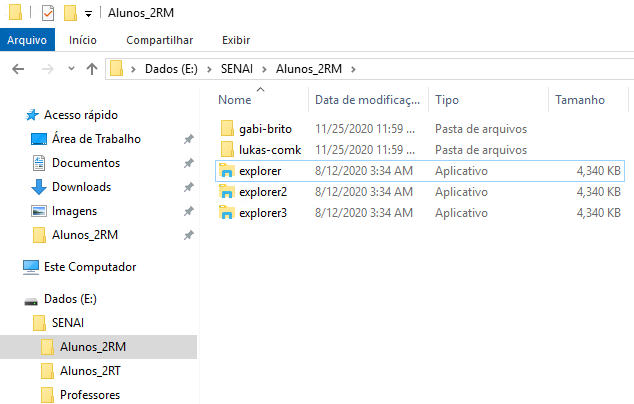 Alunos_2RM
Arquivo Início Compartilhar Exibir
Dados (E:) > SENAI > Alunos_2RM >
Nome Data de modificaç... Tipo Tamanho
Acesso rápido
Área de Trabalho
Documentos
Downloads
Imagens
Alunos_2RM
Este Computador
Dados (E:)
SENAI
Alunos_2RM
Alunos_2RT
Professores
gabi-brito 11/25/2020 11:59 ... Pasta de arquivos
lukas-comk 11/25/2020 11:59 ... Pasta de arquivos
explorer 8/12/2020 3:34 AM Aplicativo 4,340 KB
explorer2 8/12/2020 3:34 AM Aplicativo 4,340 KB
explorer3 8/12/2020 3:34 AM Aplicativo 4,340 KB